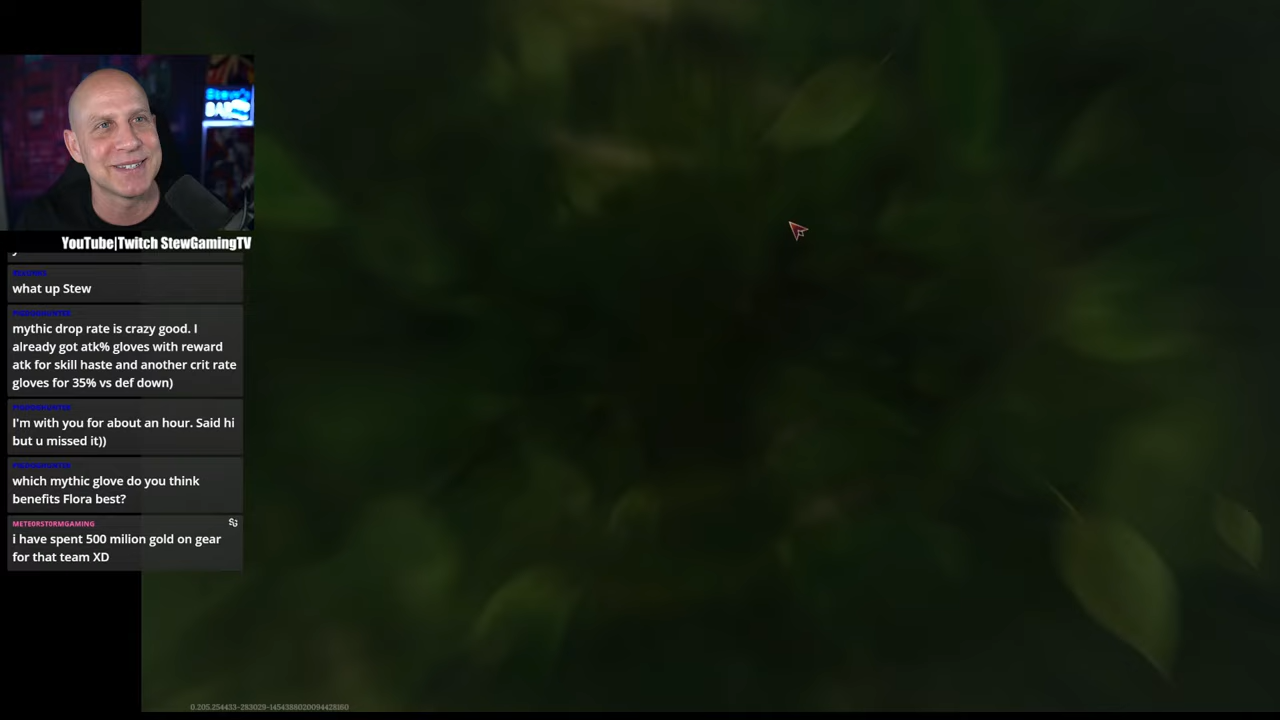 Stew's
BAR
YouTube|Twitch StewGamingTV
what up Stew
mythic drop rate is crazy good. I
already got atk% gloves with reward
atk for skill haste and another crit rate
gloves for 35% vs def down)
I'm with you for about an hour. Said hi
but u missed it))
which mythic glove do you think
benefits Flora best?
METE0RST0RMGAMING
i have spent 500 milion gold on gear
for that team XD